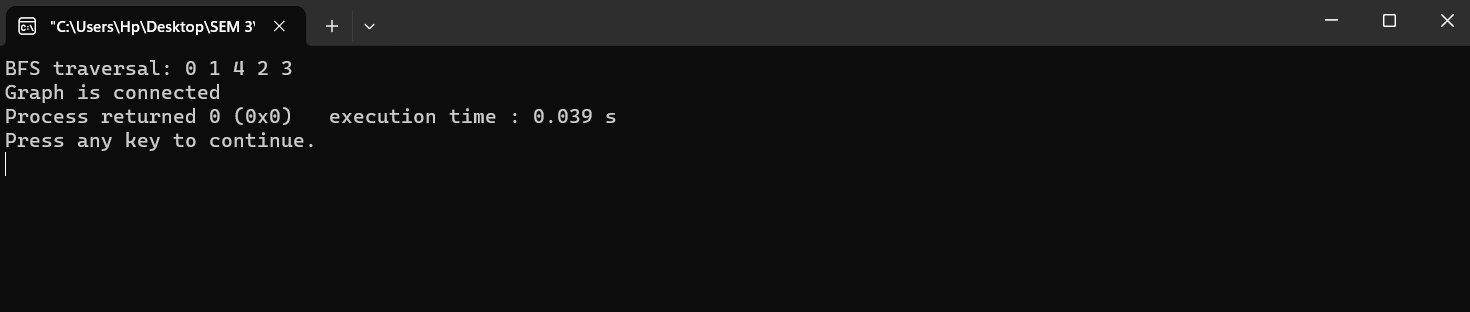 "C:\Users\Hp\Desktop\SEM 3\
BFS traversal: 0 1 4 2 3
Graph is connected
Process returned 0 (0x0)   execution time : 0.039 s
Press any key to continue.